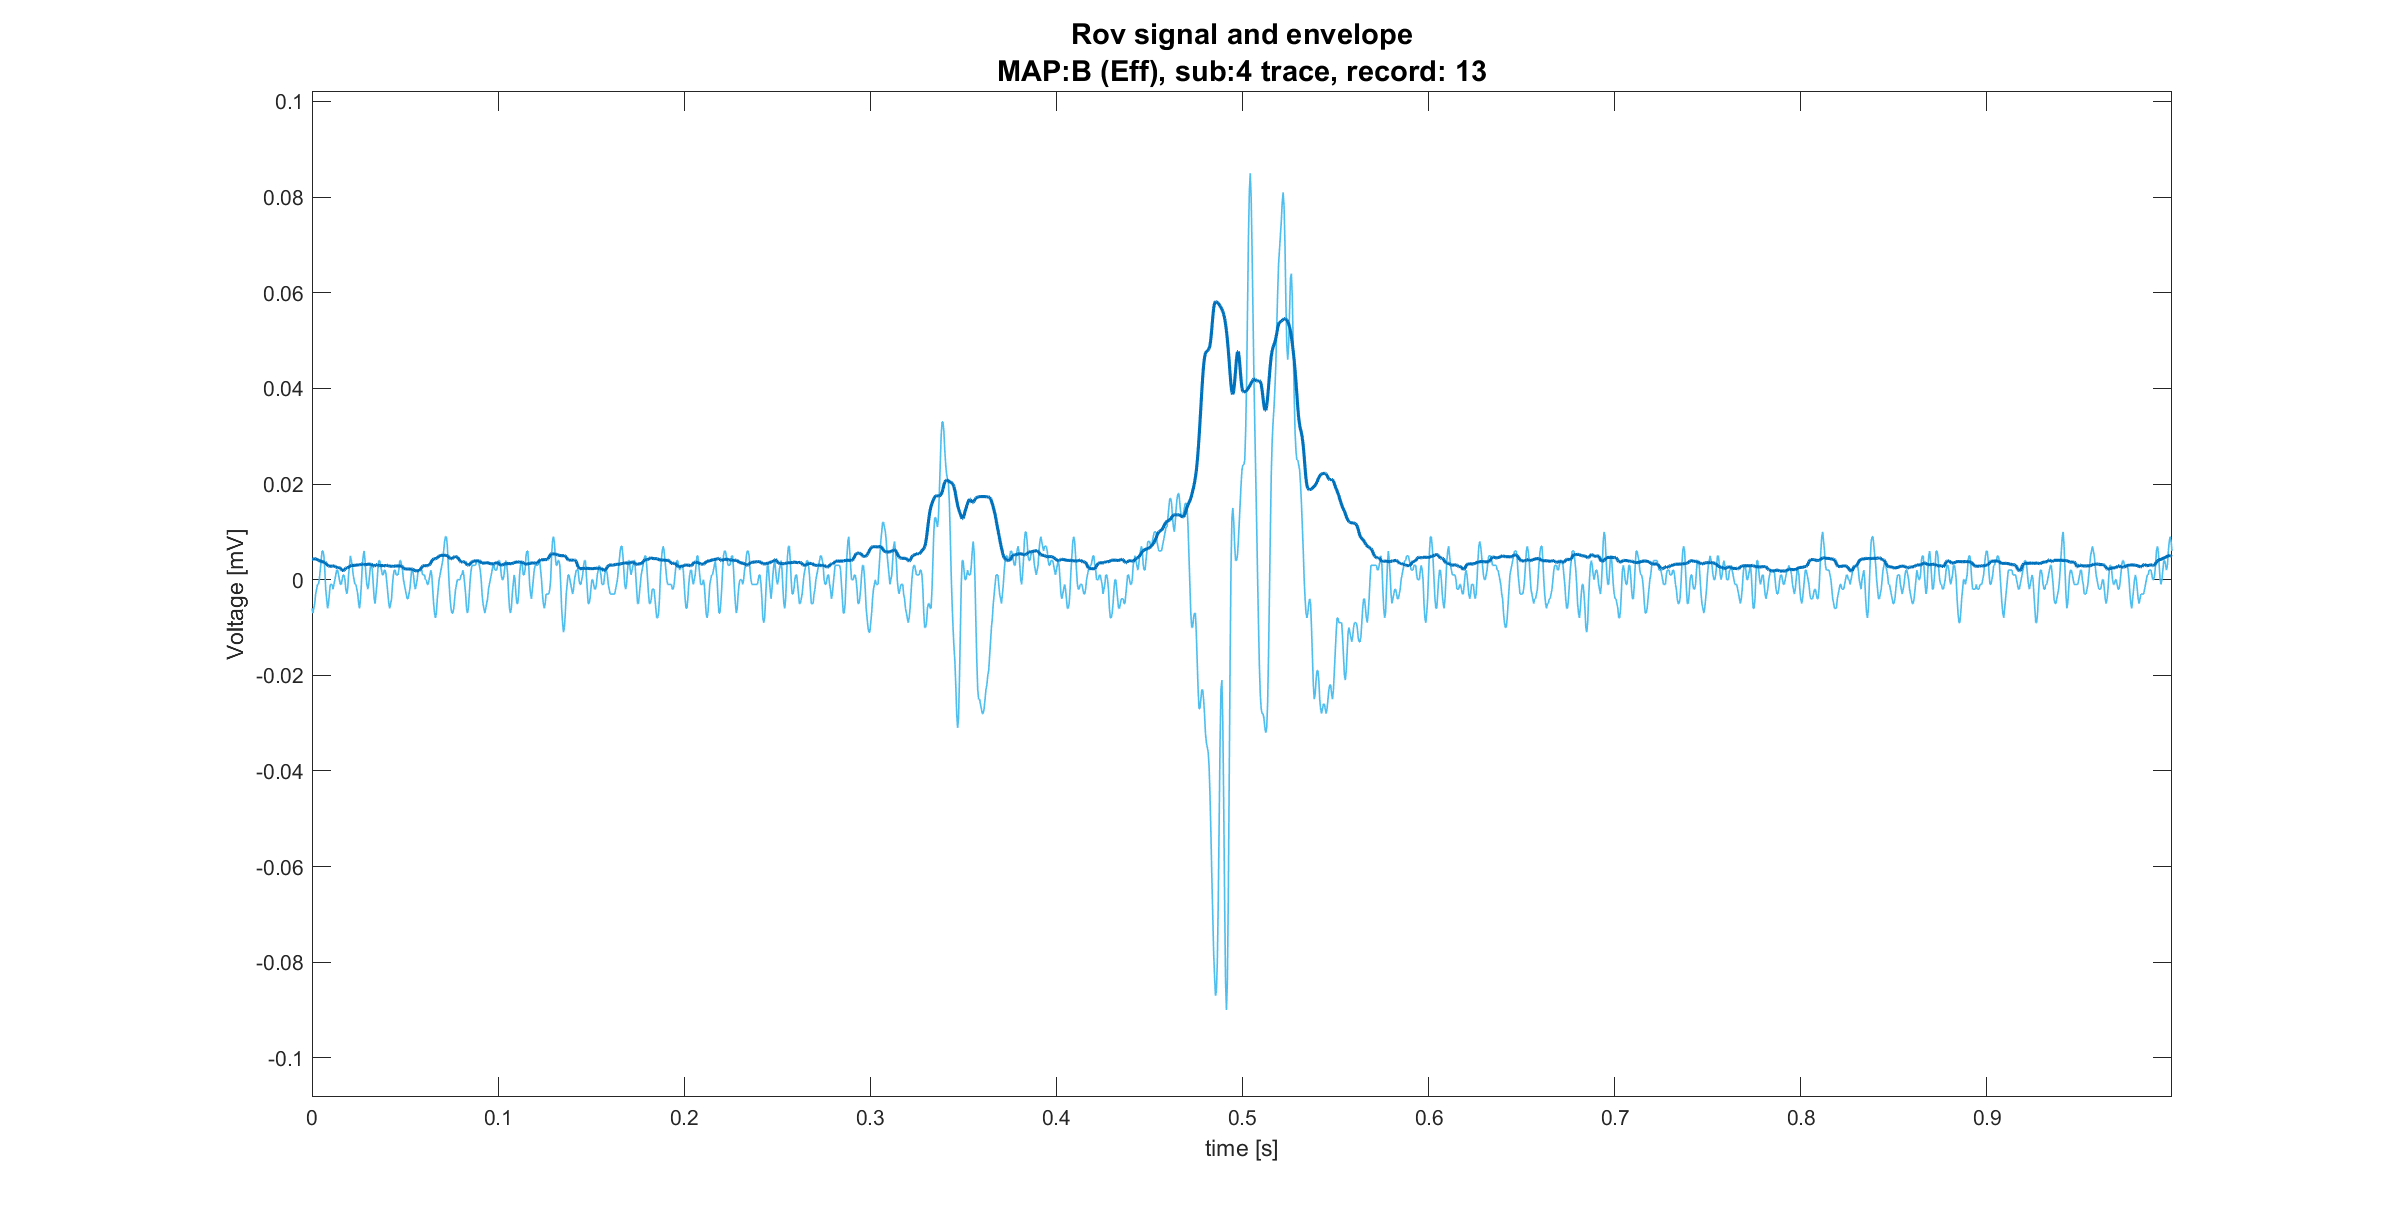 Rov signal and envelope
MAP:B (Eff), sub:4 trace, record: 13
0.1
0.08
0.06
0.04
0.02
0
-0.02
-0.04
-0.06
-0.08
-0.1
Voltage [mV]
0 0.1 0.2 0.3 0.4 0.5 0.6 0.7 0.8 0.9
time [s]